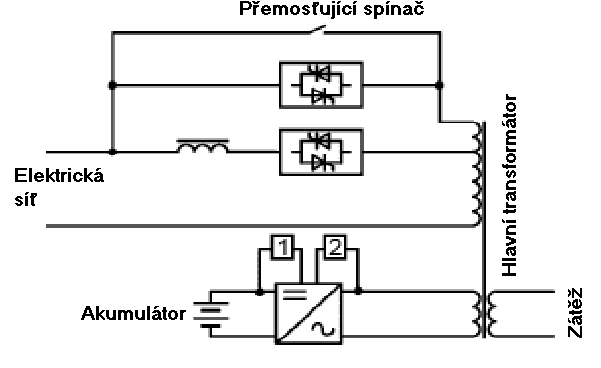 Přemosťující spínač
Elektrická
síť
Hlavní transformátor
1
2
Akumulátor
Zátěž